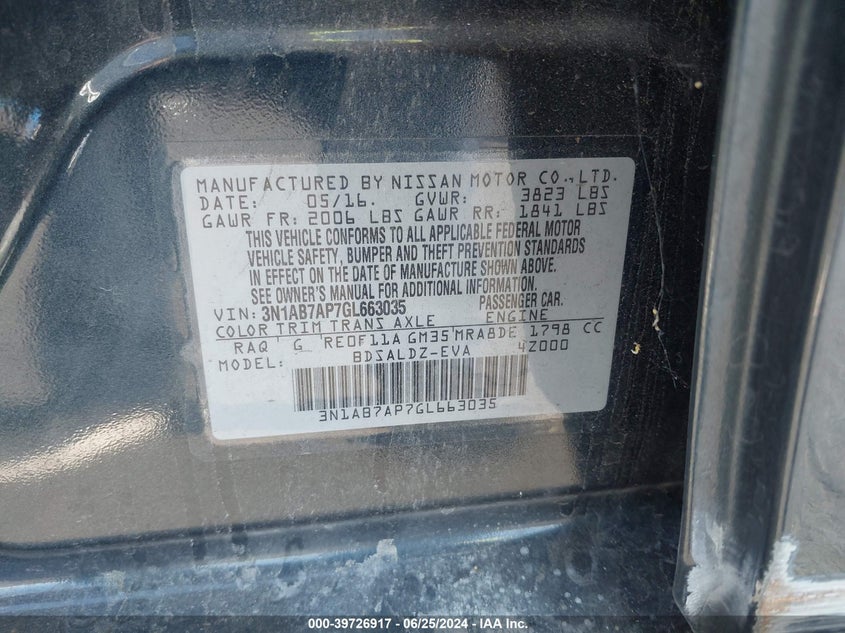 MANUFACTURED BY NISSAN MOTOR CO.,LTD.
DATE: 05/16. GVWR: 3823 LBS
GAWR FR: 2006 LBS GAWR RR: 1841 LBS
THIS VEHICLE CONFORMS TO ALL APPLICABLE FEDERAL MOTOR
VEHICLE SAFETY, BUMPER AND THEFT PREVENTION STANDARDS
IN EFFECT ON THE DATE OF MANUFACTURE SHOWN ABOVE.
SEE OWNER'S MANUAL FOR ADDITIONAL INFORMATION.
VIN: 3N1AB7AP7GL663035 PASSENGER CAR.
COLOR TRIM TRANS AXLE ENGINE
RAQ G RE0F11A GM35 MRA8DE 1798 CC
MODEL: BDSALDZ-EVA 4Z000
3N1AB7AP7GL663035
000-39726917 - 06/25/2024 - IAA Inc.